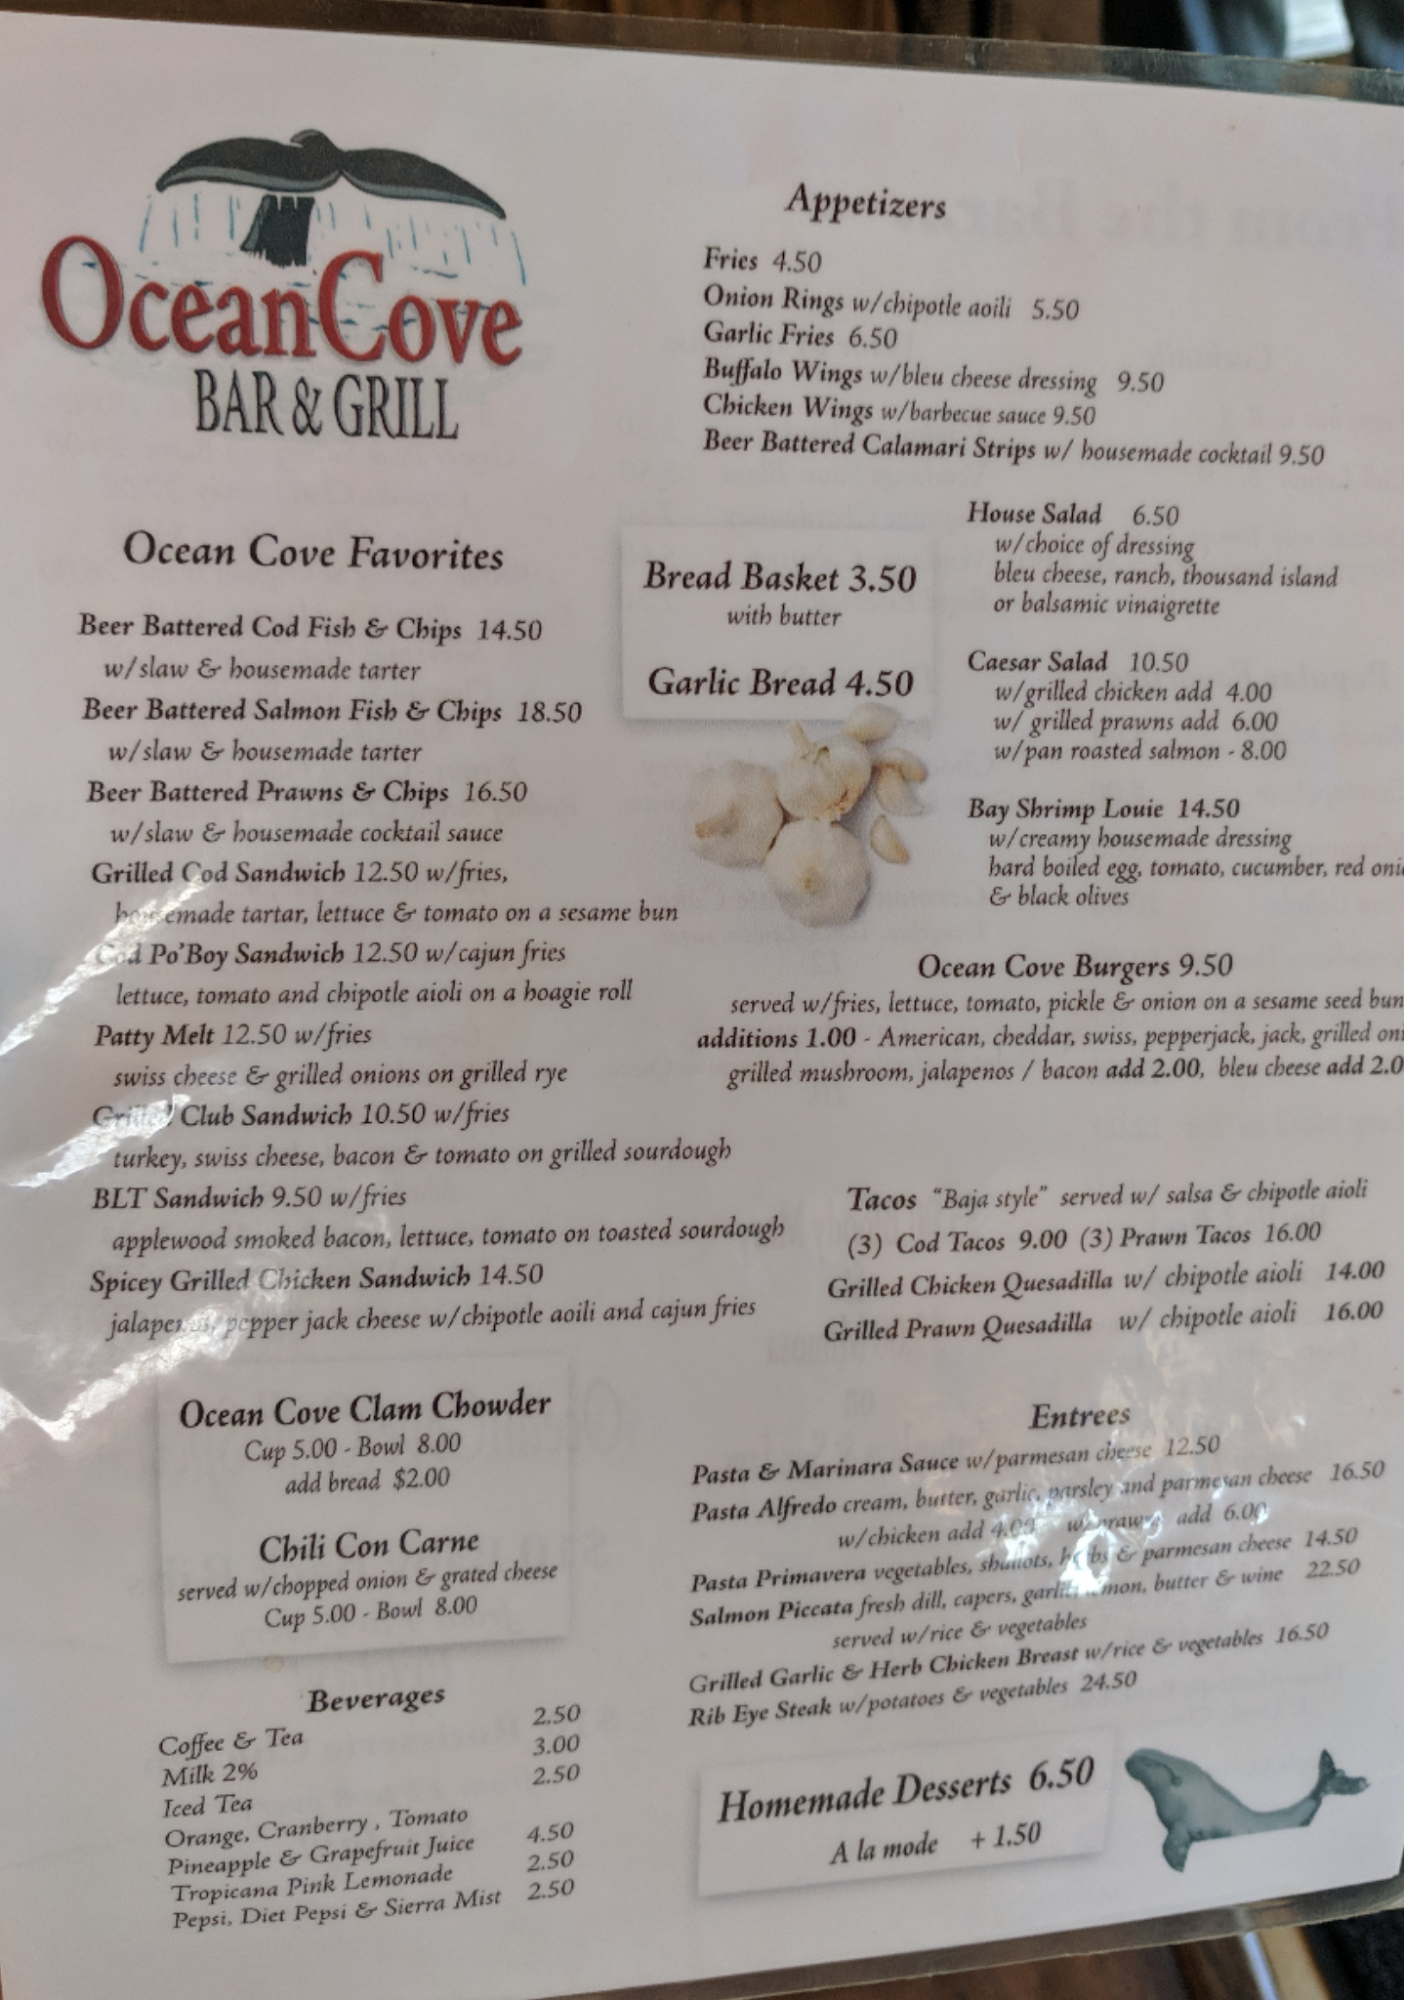 OceanCove
BAR & GRILL
Ocean Cove Favorites
Beer Battered Cod Fish & Chips 14.50
w/slaw & housemade tarter
Beer Battered Salmon Fish & Chips 18.50
w/slaw & housemade tarter
Beer Battered Prawns & Chips 16.50
w/slaw & housemade cocktail sauce
Grilled Cod Sandwich 12.50 w/fries,
housemade tartar, lettuce & tomato on a sesame bun
Cod Po'Boy Sandwich 12.50 w/cajun fries
lettuce, tomato and chipotle aioli on a hoagie roll
Patty Melt 12.50 w/fries
swiss cheese & grilled onions on grilled rye
Grilled Club Sandwich 10.50 w/fries
turkey, swiss cheese, bacon & tomato on grilled sourdough
BLT Sandwich 9.50 w/fries
applewood smoked bacon, lettuce, tomato on toasted sourdough
Spicey Grilled Chicken Sandwich 14.50
pepper jack cheese w/chipotle aoili and cajun fries
Ocean Cove Clam Chowder
Cup 5.00 - Bowl 8.00
add bread $2.00
Chili Con Carne
served w/chopped onion & grated cheese
Cup 5.00 - Bowl 8.00
Beverages
Coffee & Tea 2.50
Milk 2% 3.00
Iced Tea 2.50
Orange, Cranberry , Tomato
Pineapple & Grapefruit Juice 4.50
Tropicana Pink Lemonade 2.50
Pepsi, Diet Pepsi & Sierra Mist 2.50
Appetizers
Fries 4.50
Onion Rings w/chipotle aoili 5.50
Garlic Fries 6.50
Buffalo Wings w/bleu cheese dressing 9.50
Chicken Wings w/barbecue sauce 9.50
Beer Battered Calamari Strips w/ housemade cocktail 9.50
Bread Basket 3.50
with butter
Garlic Bread 4.50
House Salad 6.50
w/choice of dressing
bleu cheese, ranch, thousand island
or balsamic vinaigrette
Caesar Salad 10.50
w/grilled chicken add 4.00
w/ grilled prawns add 6.00
w/pan roasted salmon - 8.00
Bay Shrimp Louie 14.50
w/creamy housemade dressing
hard boiled egg, tomato, cucumber, red
& black olives
Ocean Cove Burgers 9.50
served w/fries, lettuce, tomato, pickle & onion on a sesame seed bun
additions 1.00 - American, cheddar, swiss, pepperjack, jack, grilled
grilled mushroom, jalapenos / bacon add 2.00, bleu cheese add
Tacos "Baja style" served w/ salsa & chipotle aioli
(3) Cod Tacos 9.00 (3) Prawn Tacos 16.00
Grilled Chicken Quesadilla w/ chipotle aioli 14.00
Grilled Prawn Quesadilla w/ chipotle aioli 16.00
Entrees
Pasta & Marinara Sauce w/parmesan cheese 12.50
Pasta Alfredo cream, butter, garlic, parsley and parmesan cheese 16.50
w/chicken add 4.00 add 6.00
Pasta Primavera vegetables, shallots, herbs & parmesan cheese 14.50
Salmon Piccata fresh dill, capers, garlic, lemon, butter & wine 22.50
served w/rice & vegetables
Grilled Garlic & Herb Chicken Breast w/rice & vegetables 16.50
Rib Eye Steak w/potatoes & vegetables 24.50
Homemade Desserts 6.50
A la mode + 1.50